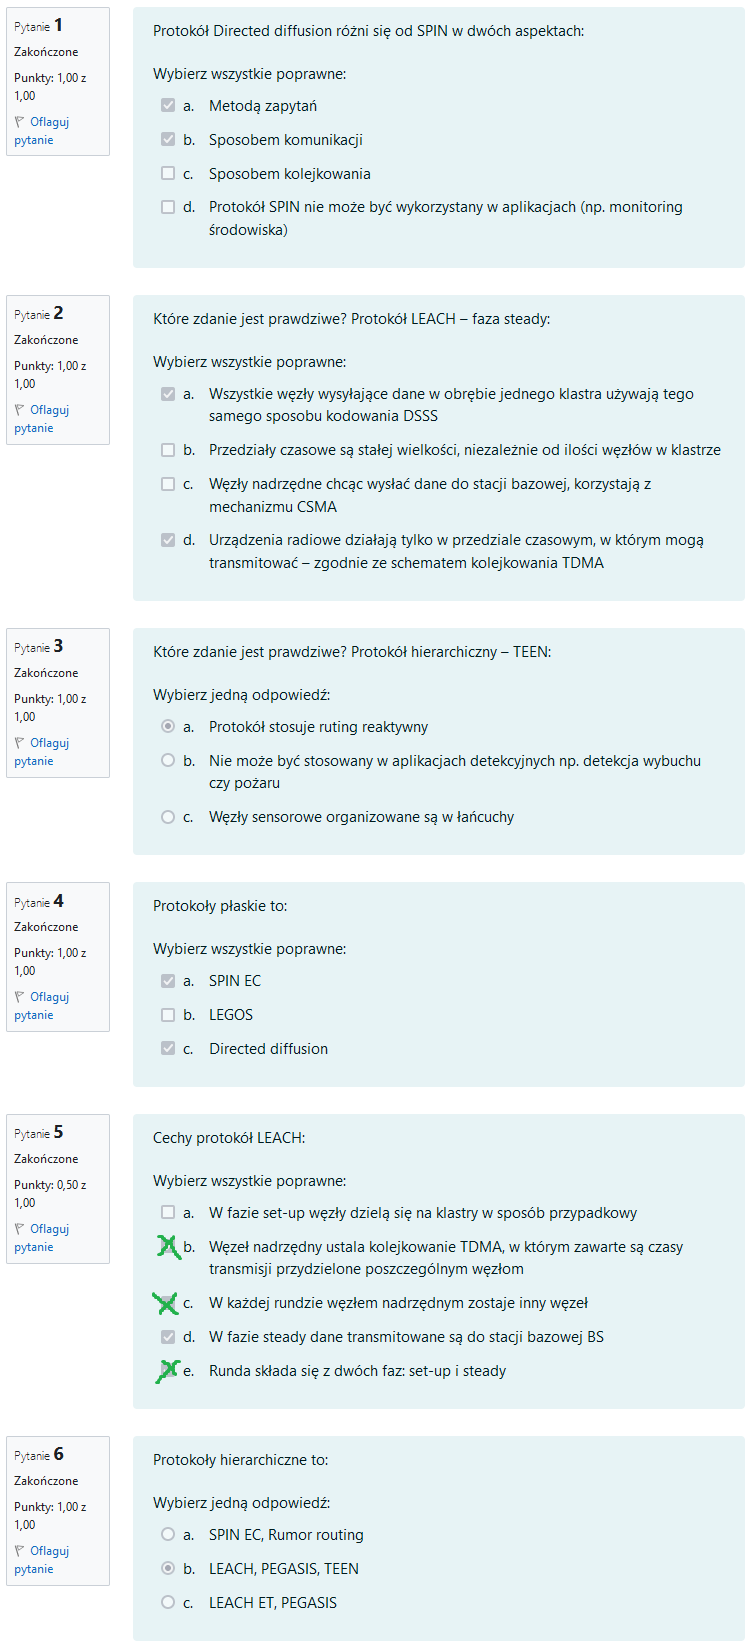 Pytanie 1
Zakończone
Punkty: 1,00 z
1,00
Oflaguj
pytanie
Protokół Directed diffusion różni się od SPIN w dwóch aspektach:
Wybierz wszystkie poprawne:
a. Metodą zapytań
b. Sposobem komunikacji
c. Sposobem kolejkowania
d. Protokół SPIN nie może być wykorzystany w aplikacjach (np. monitoring
środowiska)
Pytanie 2
Zakończone
Punkty: 1,00 z
1,00
Oflaguj
pytanie
Które zdanie jest prawdziwe? Protokół LEACH – faza steady:
Wybierz wszystkie poprawne:
a. Wszystkie węzły wysyłające dane w obrębie jednego klastra używają tego
samego sposobu kodowania DSSS
b. Przedziały czasowe są stałej wielkości, niezależnie od ilości węzłów w klastrze
c. Węzły nadrzędne chcąc wysłać dane do stacji bazowej, korzystają z
mechanizmu CSMA
d. Urządzenia radiowe działają tylko w przedziale czasowym, w którym mogą
transmitować – zgodnie ze schematem kolejkowania TDMA
Pytanie 3
Zakończone
Punkty: 1,00 z
1,00
Oflaguj
pytanie
Które zdanie jest prawdziwe? Protokół hierarchiczny – TEEN:
Wybierz jedną odpowiedź:
a. Protokół stosuje ruting reaktywny
b. Nie może być stosowany w aplikacjach detekcyjnych np. detekcja wybuchu
czy pożaru
c. Węzły sensorowe organizowane są w łańcuchy
Pytanie 4
Zakończone
Punkty: 1,00 z
1,00
Oflaguj
pytanie
Protokoły płaskie to:
Wybierz wszystkie poprawne:
a. SPIN EC
b. LEGOS
c. Directed diffusion
Pytanie 5
Zakończone
Punkty: 0,50 z
1,00
Oflaguj
pytanie
Cechy protokół LEACH:
Wybierz wszystkie poprawne:
a. W fazie set-up węzły dzielą się na klastry w sposób przypadkowy
b. Węzeł nadrzędny ustala kolejkowanie TDMA, w którym zawarte są czasy
transmisji przydzielone poszczególnym węzłom
c. W każdej rundzie węzłem nadrzędnym zostaje inny węzeł
d. W fazie steady dane transmitowane są do stacji bazowej BS
e. Runda składa się z dwóch faz: set-up i steady
Pytanie 6
Zakończone
Punkty: 1,00 z
1,00
Oflaguj
pytanie
Protokoły hierarchiczne to:
Wybierz jedną odpowiedź:
a. SPIN EC, Rumor routing
b. LEACH, PEGASIS, TEEN
c. LEACH ET, PEGASIS